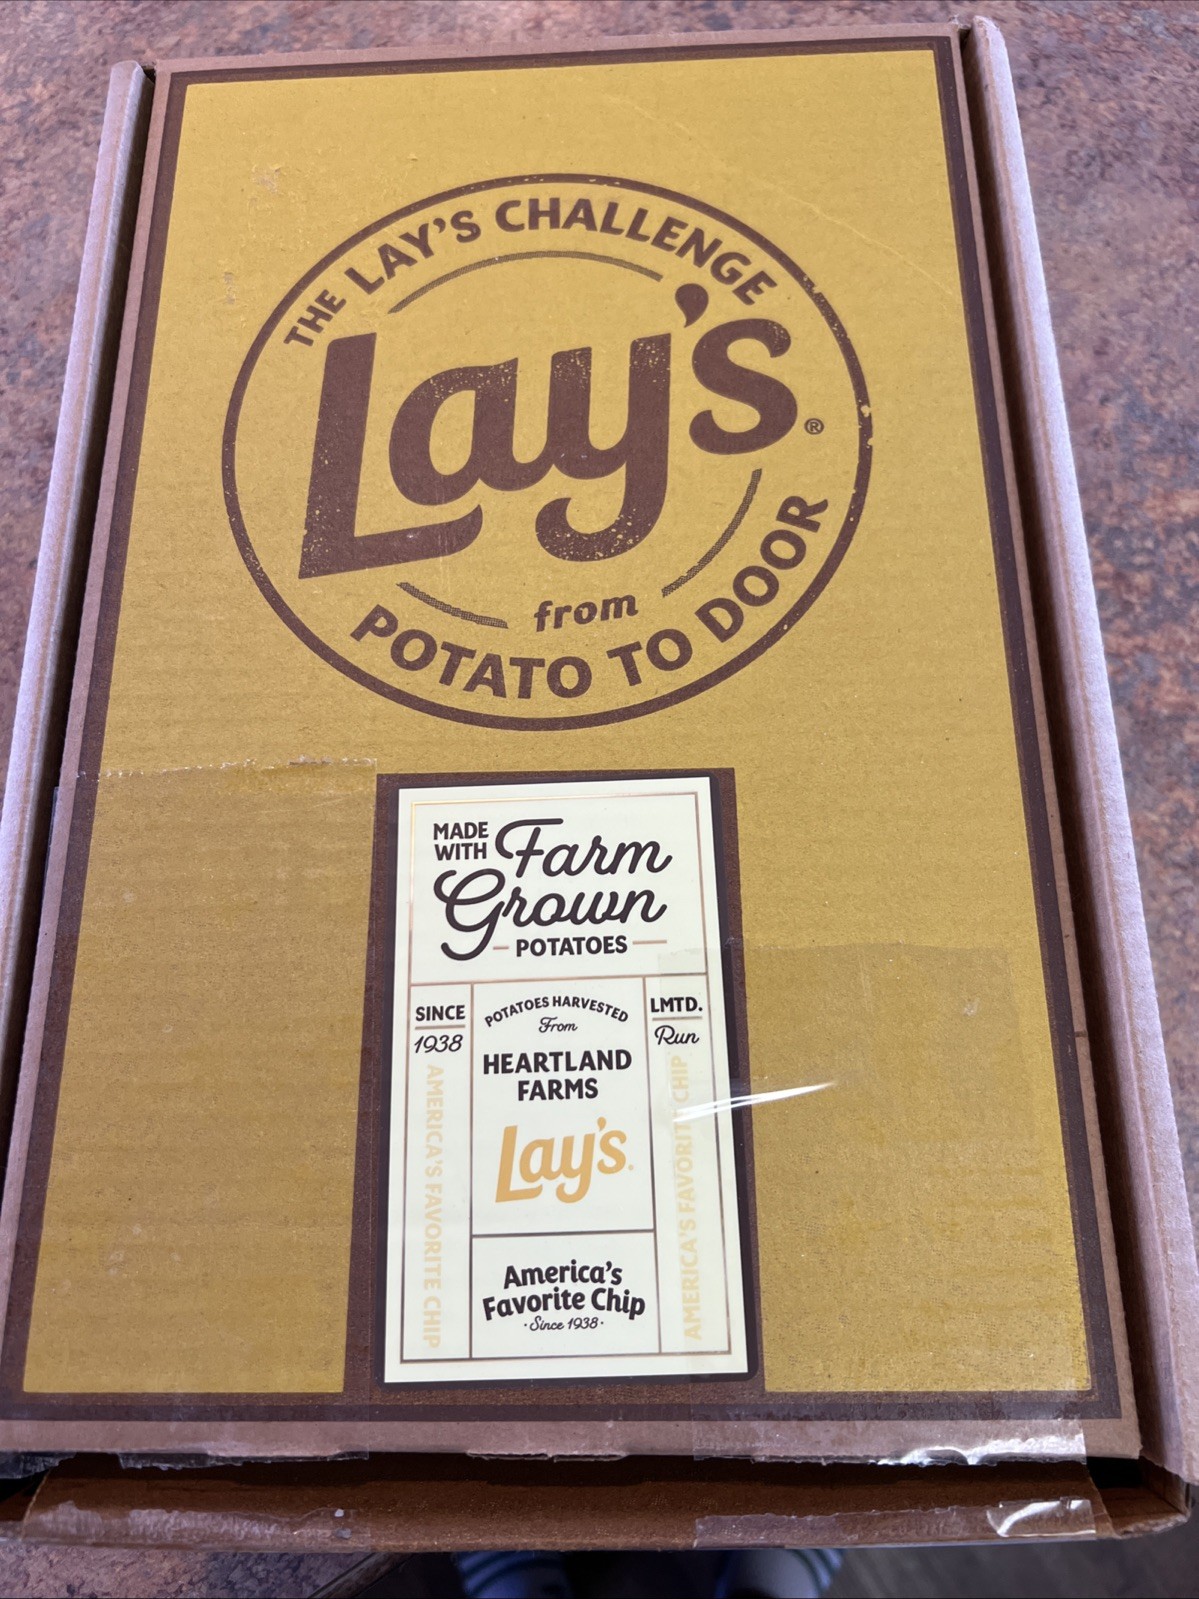 THE LAY'S CHALLENGE
Lay's®
from
POTATO TO DOOR
MADE
WITH Farm
Grown
POTATOES
SINCE
1938
AMERICA'S FAVORITE CHIP
POTATOES HARVESTED
From
HEARTLAND
FARMS
Lay's.
LMTD.
Run
AMERICA'S FAVORITE CHIP
America's
Favorite Chip
·Since 1938·